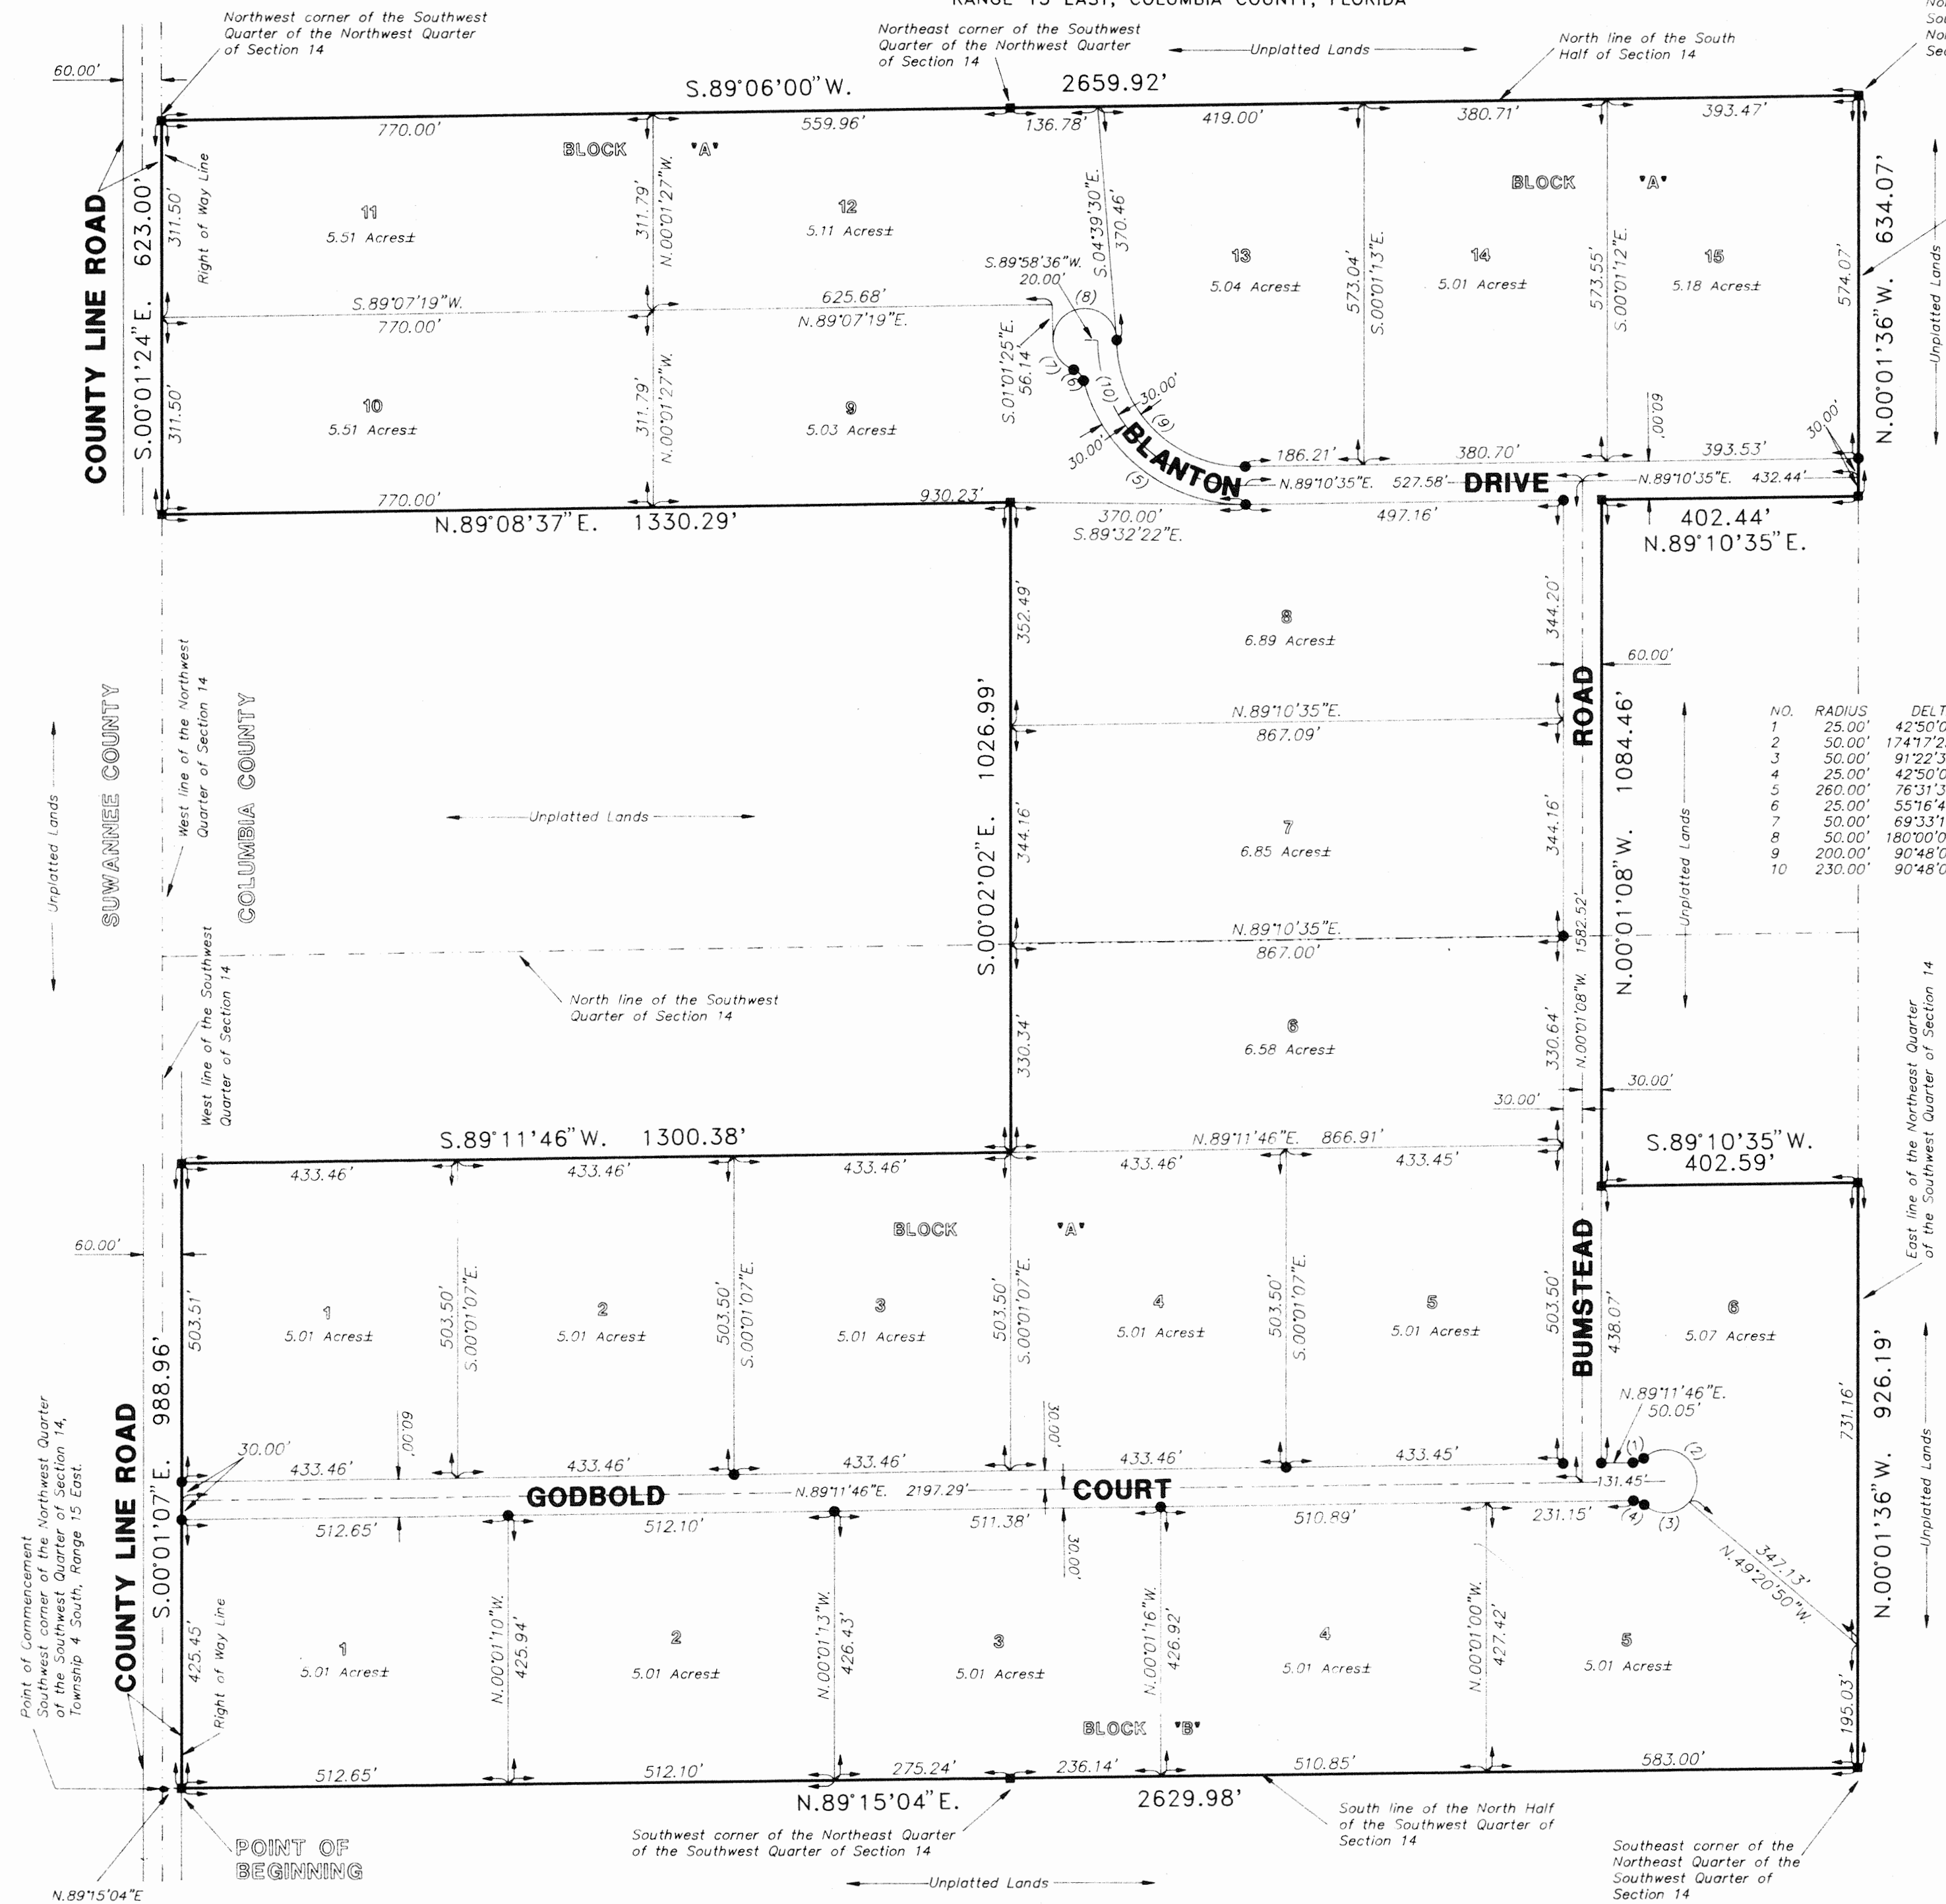 RANGE 15 EAST, COLUMBIA COUNTY, FLORIDA
Northwest corner of the Southwest
Quarter of the Northwest Quarter
of Section 14
Northeast corner of the Southwest
Quarter of the Northwest Quarter
of Section 14
Unplatted Lands
North line of the South
Half of Section 14
60.00'
S.89°06'00"W.
2659.92'
770.00'
559.96'
136.78'
419.00'
380.71'
393.47'
BLOCK "A"
BLOCK "A"
COUNTY LINE ROAD
S.00°01'24"E. 623.00'
311.50'
Right of Way Line
311.79'
N.00°01'27"W.
11
5.51 Acres±
12
5.11 Acres±
S.04°39'30"E.
370.46'
13
5.04 Acres±
573.04'
S.00°01'13"E.
14
5.01 Acres±
573.55'
S.00°01'12"E.
15
5.18 Acres±
574.07'
N.00°01'36"W. 634.07'
Unplatted Lands
S.89°58'36"W.
20.00'
(8)
S.89°07'19"W.
770.00'
625.68'
N.89°07'19"E.
S.01°01'25"E.
56.14'
(7)
(6)
(10)
30.00'
(9)
30.00'
(5)
311.50'
10
5.51 Acres±
311.79'
N.00°01'27"W.
9
5.03 Acres±
BLANTON
DRIVE
186.21'
380.70'
60.00'
393.53'
30.00'
N.89°10'35"E. 527.58'
N.89°10'35"E. 432.44'
770.00'
930.23'
N.89°08'37"E. 1330.29'
370.00'
S.89°32'22"E.
497.16'
402.44'
N.89°10'35"E.
352.49'
8
6.89 Acres±
344.20'
60.00'
ROAD
N.89°10'35"E.
867.09'
Unplatted Lands
SUWANNEE COUNTY
West line of the Northwest
Quarter of Section 14
COLUMBIA COUNTY
Unplatted Lands
S.00°02'02"E. 1026.99'
344.16'
7
6.85 Acres±
344.16'
N.00°01'08"W. 1084.46'
Unplatted Lands
NO. RADIUS
1 25.00'
2 50.00'
3 50.00'
4 25.00'
5 260.00'
6 25.00'
7 50.00'
8 50.00'
9 200.00'
10 230.00'
N.89°10'35"E.
867.00'
N.00°01'08"W. 1582.52'
West line of the Southwest
Quarter of Section 14
North line of the Southwest
Quarter of Section 14
330.34'
6
6.58 Acres±
330.64'
30.00'
30.00'
East line of the Northeast Quarter
of the Southwest Quarter of Section 14
S.89°11'46"W. 1300.38'
N.89°11'46"E. 866.91'
S.89°10'35"W.
402.59'
433.46'
433.46'
433.46'
433.46'
433.45'
BLOCK "A"
60.00'
COUNTY LINE ROAD
S.00°01'07"E. 988.96'
503.51'
1
5.01 Acres±
503.50'
S.00°01'07"E.
2
5.01 Acres±
503.50'
S.00°01'07"E.
3
5.01 Acres±
503.50'
S.00°01'07"E.
4
5.01 Acres±
503.50'
S.00°01'07"E.
5
5.01 Acres±
503.50'
BUMSTEAD
438.07'
6
5.07 Acres±
731.16'
N.00°01'36"W. 926.19'
Unplatted Lands
N.89°11'46"E.
50.05'
(1)
(2)
131.45'
(4)
(3)
30.00'
60.00'
30.00'
433.46'
433.46'
433.46'
433.46'
433.45'
GODBOLD
N.89°11'46"E. 2197.29'
COURT
512.65'
512.10'
511.38'
30.00'
510.89'
231.15'
347.13'
N.49°20'50"W.
Point of Commencement
Southwest corner of the Northwest Quarter
of the Southwest Quarter of Section 14,
Township 4 South, Range 15 East.
425.45'
Right of Way Line
1
5.01 Acres±
N.00°01'10"W.
425.94'
2
5.01 Acres±
N.00°01'13"W.
426.43'
3
5.01 Acres±
N.00°01'16"W.
426.92'
4
5.01 Acres±
N.00°01'00"W.
427.42'
5
5.01 Acres±
195.03'
BLOCK "B"
512.65'
512.10'
275.24'
236.14'
510.85'
583.00'
N.89°15'04"E.
2629.98'
POINT OF
BEGINNING
N.89°15'04"E
Southwest corner of the Northeast Quarter
of the Southwest Quarter of Section 14
Unplatted Lands
South line of the North Half
of the Southwest Quarter of
Section 14
Southeast corner of the
Northeast Quarter of the
Southwest Quarter of
Section 14